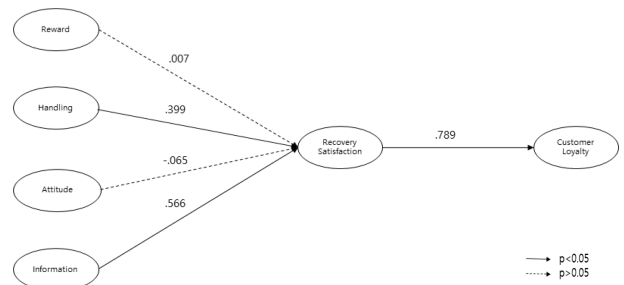 Reward
.007
Handling
.399
Recovery
Satisfaction
.789
Customer
Loyalty
-.065
Attitude
.566
Information
p<0.05
p>0.05